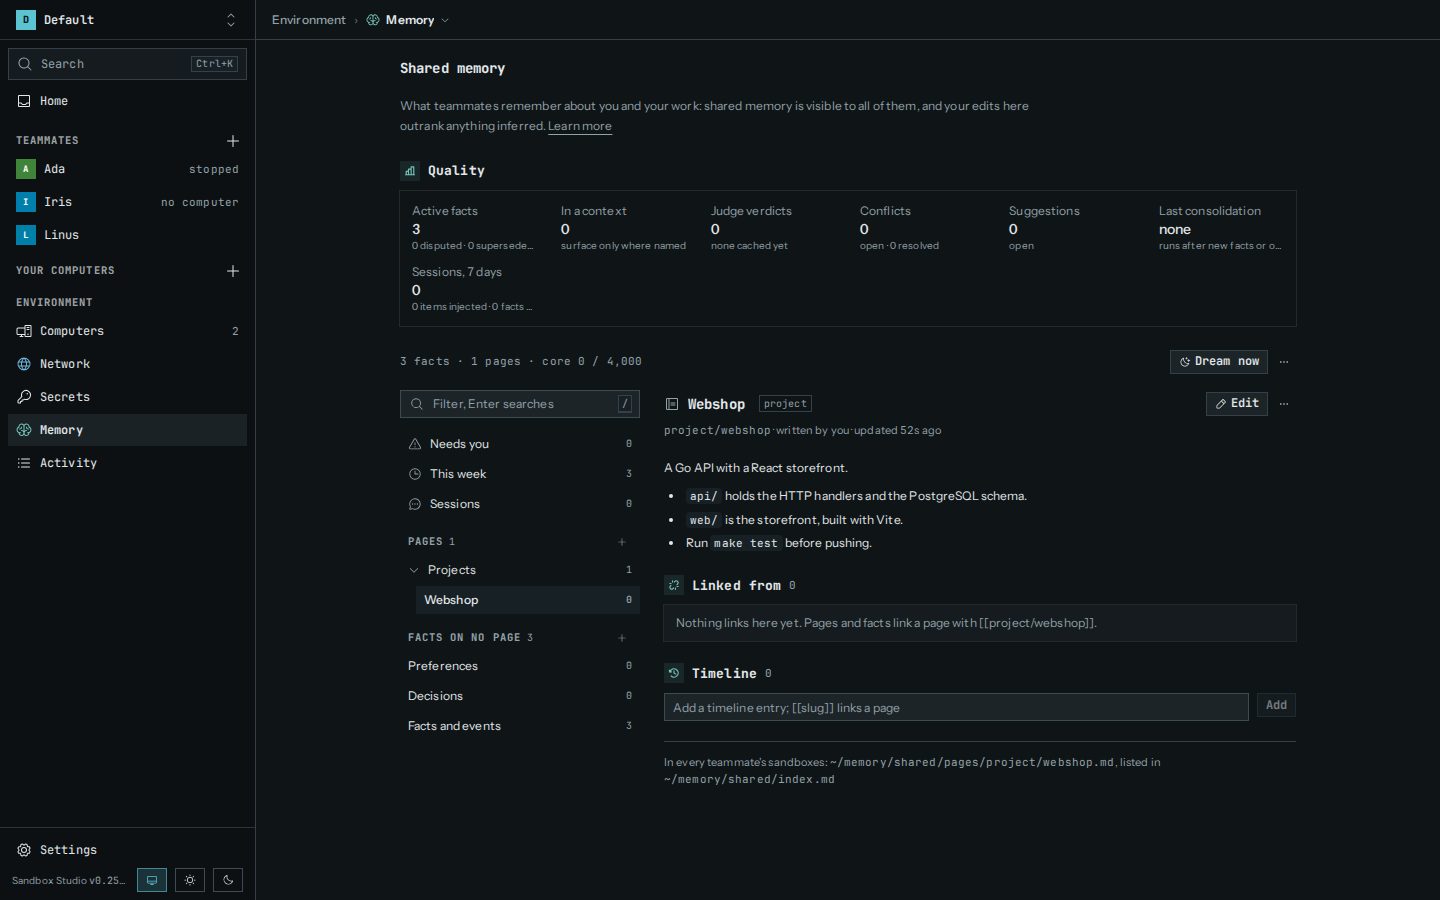 D Default
Environment › Memory
Search Ctrl+K
Home
TEAMMATES
A Ada stopped
I Iris no computer
L Linus
YOUR COMPUTERS
ENVIRONMENT
Computers 2
Network
Secrets
Memory
Activity
Settings
Sandbox Studio v0.25…
Shared memory
What teammates remember about you and your work: shared memory is visible to all of them, and your edits here
outrank anything inferred. Learn more
Quality
Active facts
3
0 disputed · 0 supersede…
In a context
0
surface only where named
Judge verdicts
0
none cached yet
Conflicts
0
open · 0 resolved
Suggestions
0
open
Last consolidation
none
runs after new facts or o…
Sessions, 7 days
0
0 items injected · 0 facts …
3 facts · 1 pages · core 0 / 4,000
Dream now
Filter, Enter searches /
Needs you 0
This week 3
Sessions 0
PAGES 1
Projects 1
Webshop 0
FACTS ON NO PAGE 3
Preferences 0
Decisions 0
Facts and events 3
Webshop project
Edit
project/webshop · written by you · updated 52s ago
A Go API with a React storefront.
• api/ holds the HTTP handlers and the PostgreSQL schema.
• web/ is the storefront, built with Vite.
• Run make test before pushing.
Linked from 0
Nothing links here yet. Pages and facts link a page with [[project/webshop]].
Timeline 0
Add a timeline entry; [[slug]] links a page
Add
In every teammate's sandboxes: ~/memory/shared/pages/project/webshop.md, listed in
~/memory/shared/index.md